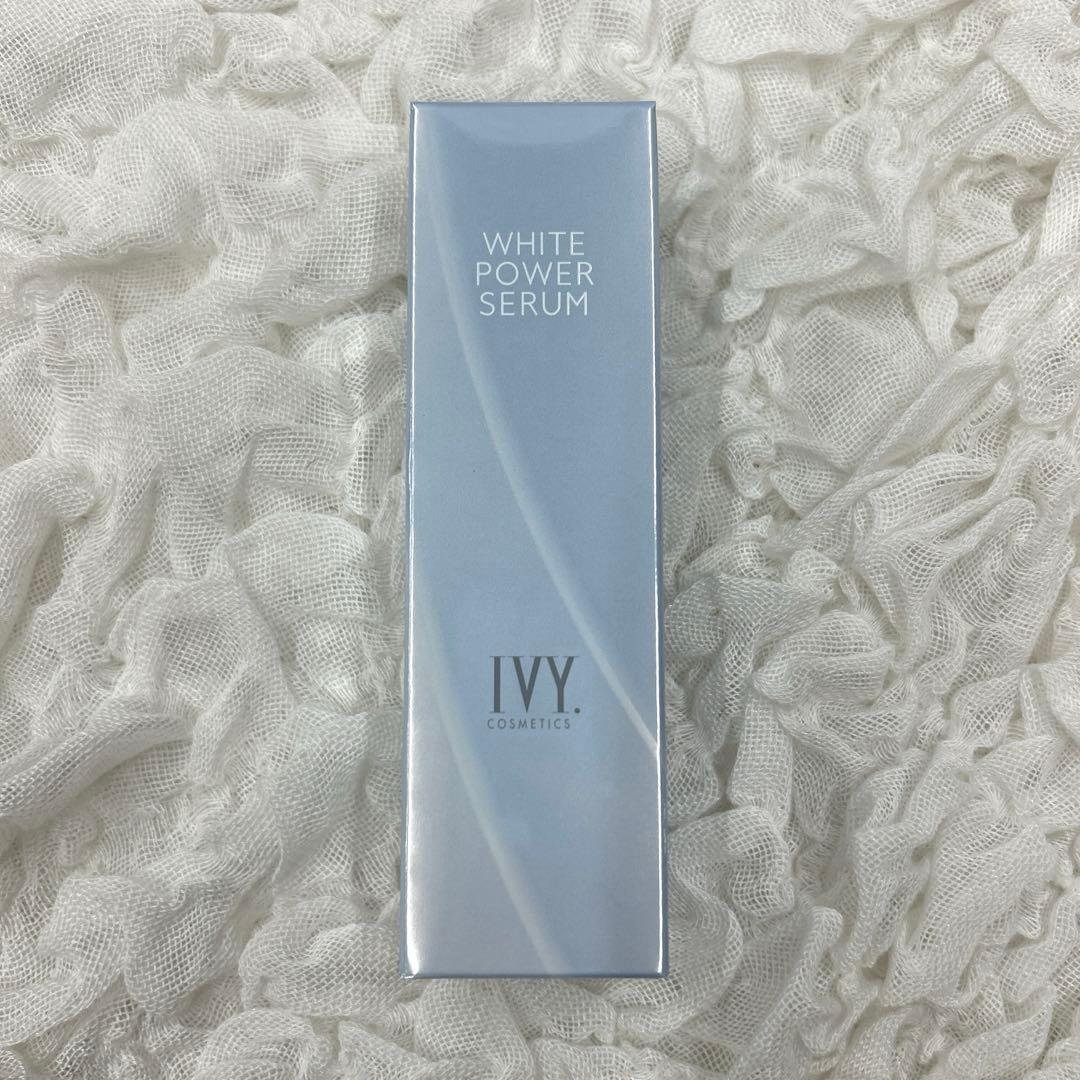 WHITE
POWER
SERUM
IVY.
COSMETICS